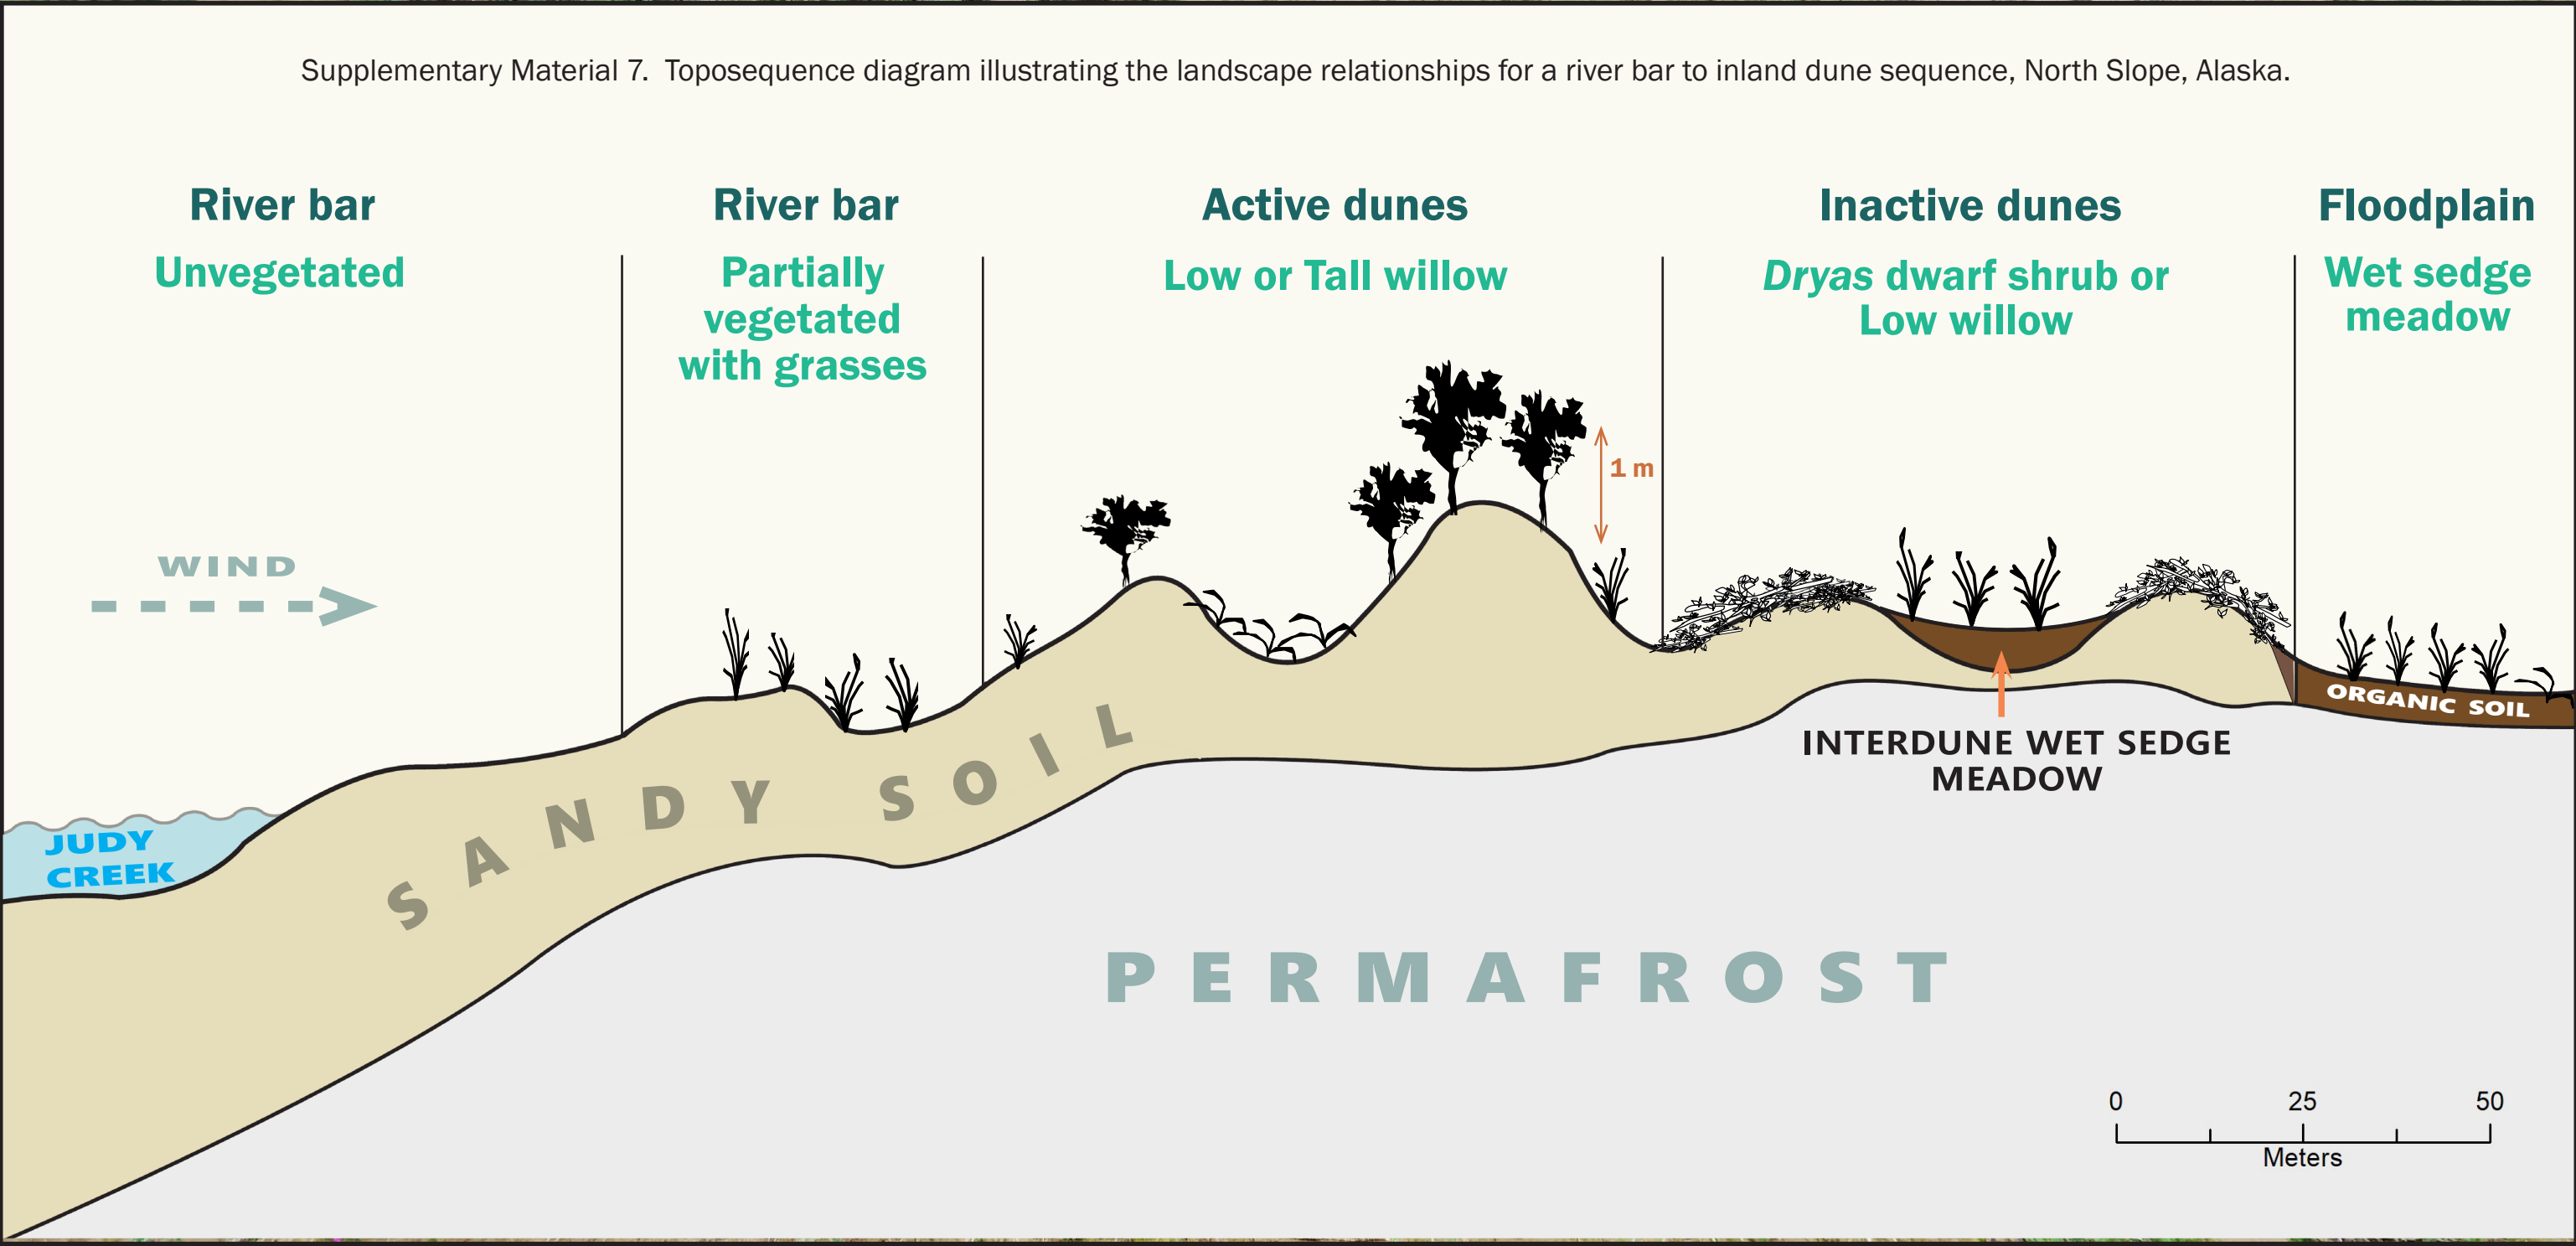 Supplementary Material 7.  Toposequence diagram illustrating the landscape relationships for a river bar to inland dune sequence, North Slope, Alaska.
River bar
Unvegetated
River bar
Partially
vegetated
with grasses
Active dunes
Low or Tall willow
Inactive dunes
Dryas dwarf shrub or
Low willow
Floodplain
Wet sedge
meadow
1 m
WIND
JUDY
CREEK
SANDY SOIL
ORGANIC SOIL
INTERDUNE WET SEDGE
MEADOW
PERMAFROST
0 25 50
Meters